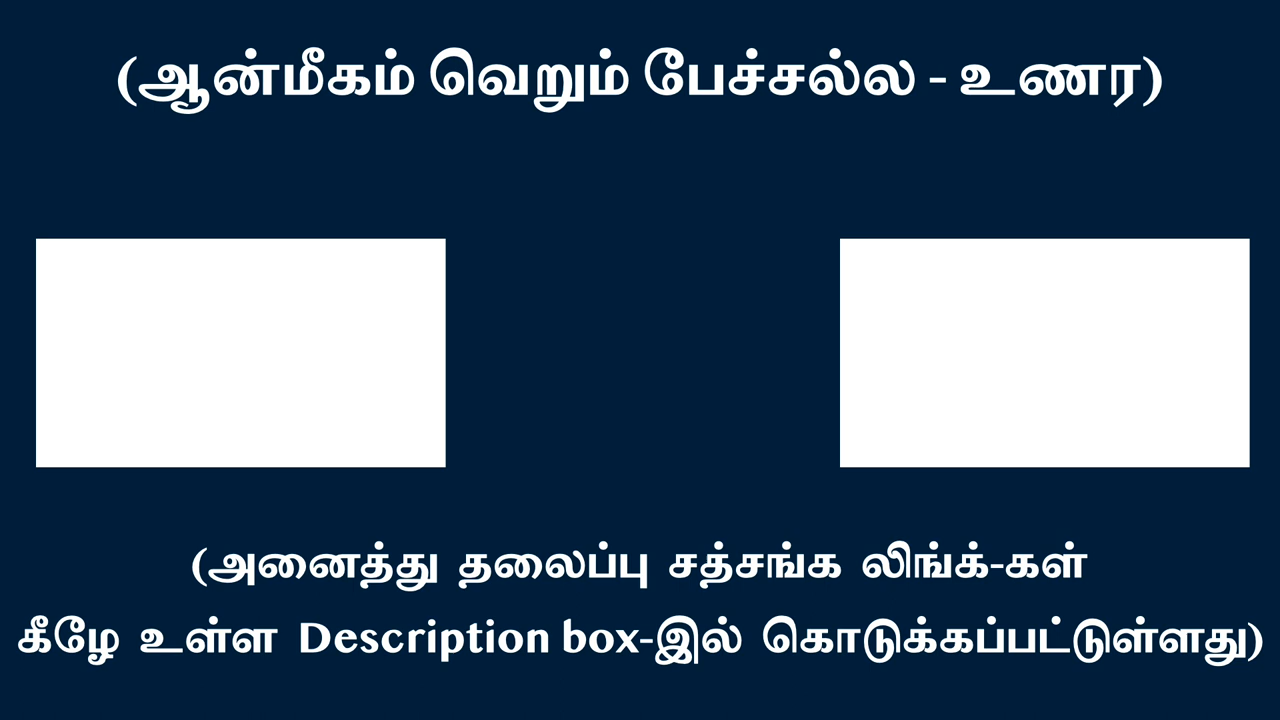 (ஆன்மீகம் வெறும் பேச்சல்ல - உணர)
(அனைத்து தலைப்பு சத்சங்க லிங்க்-கள்
கீழே உள்ள Description box-இல் கொடுக்கப்பட்டுள்ளது)